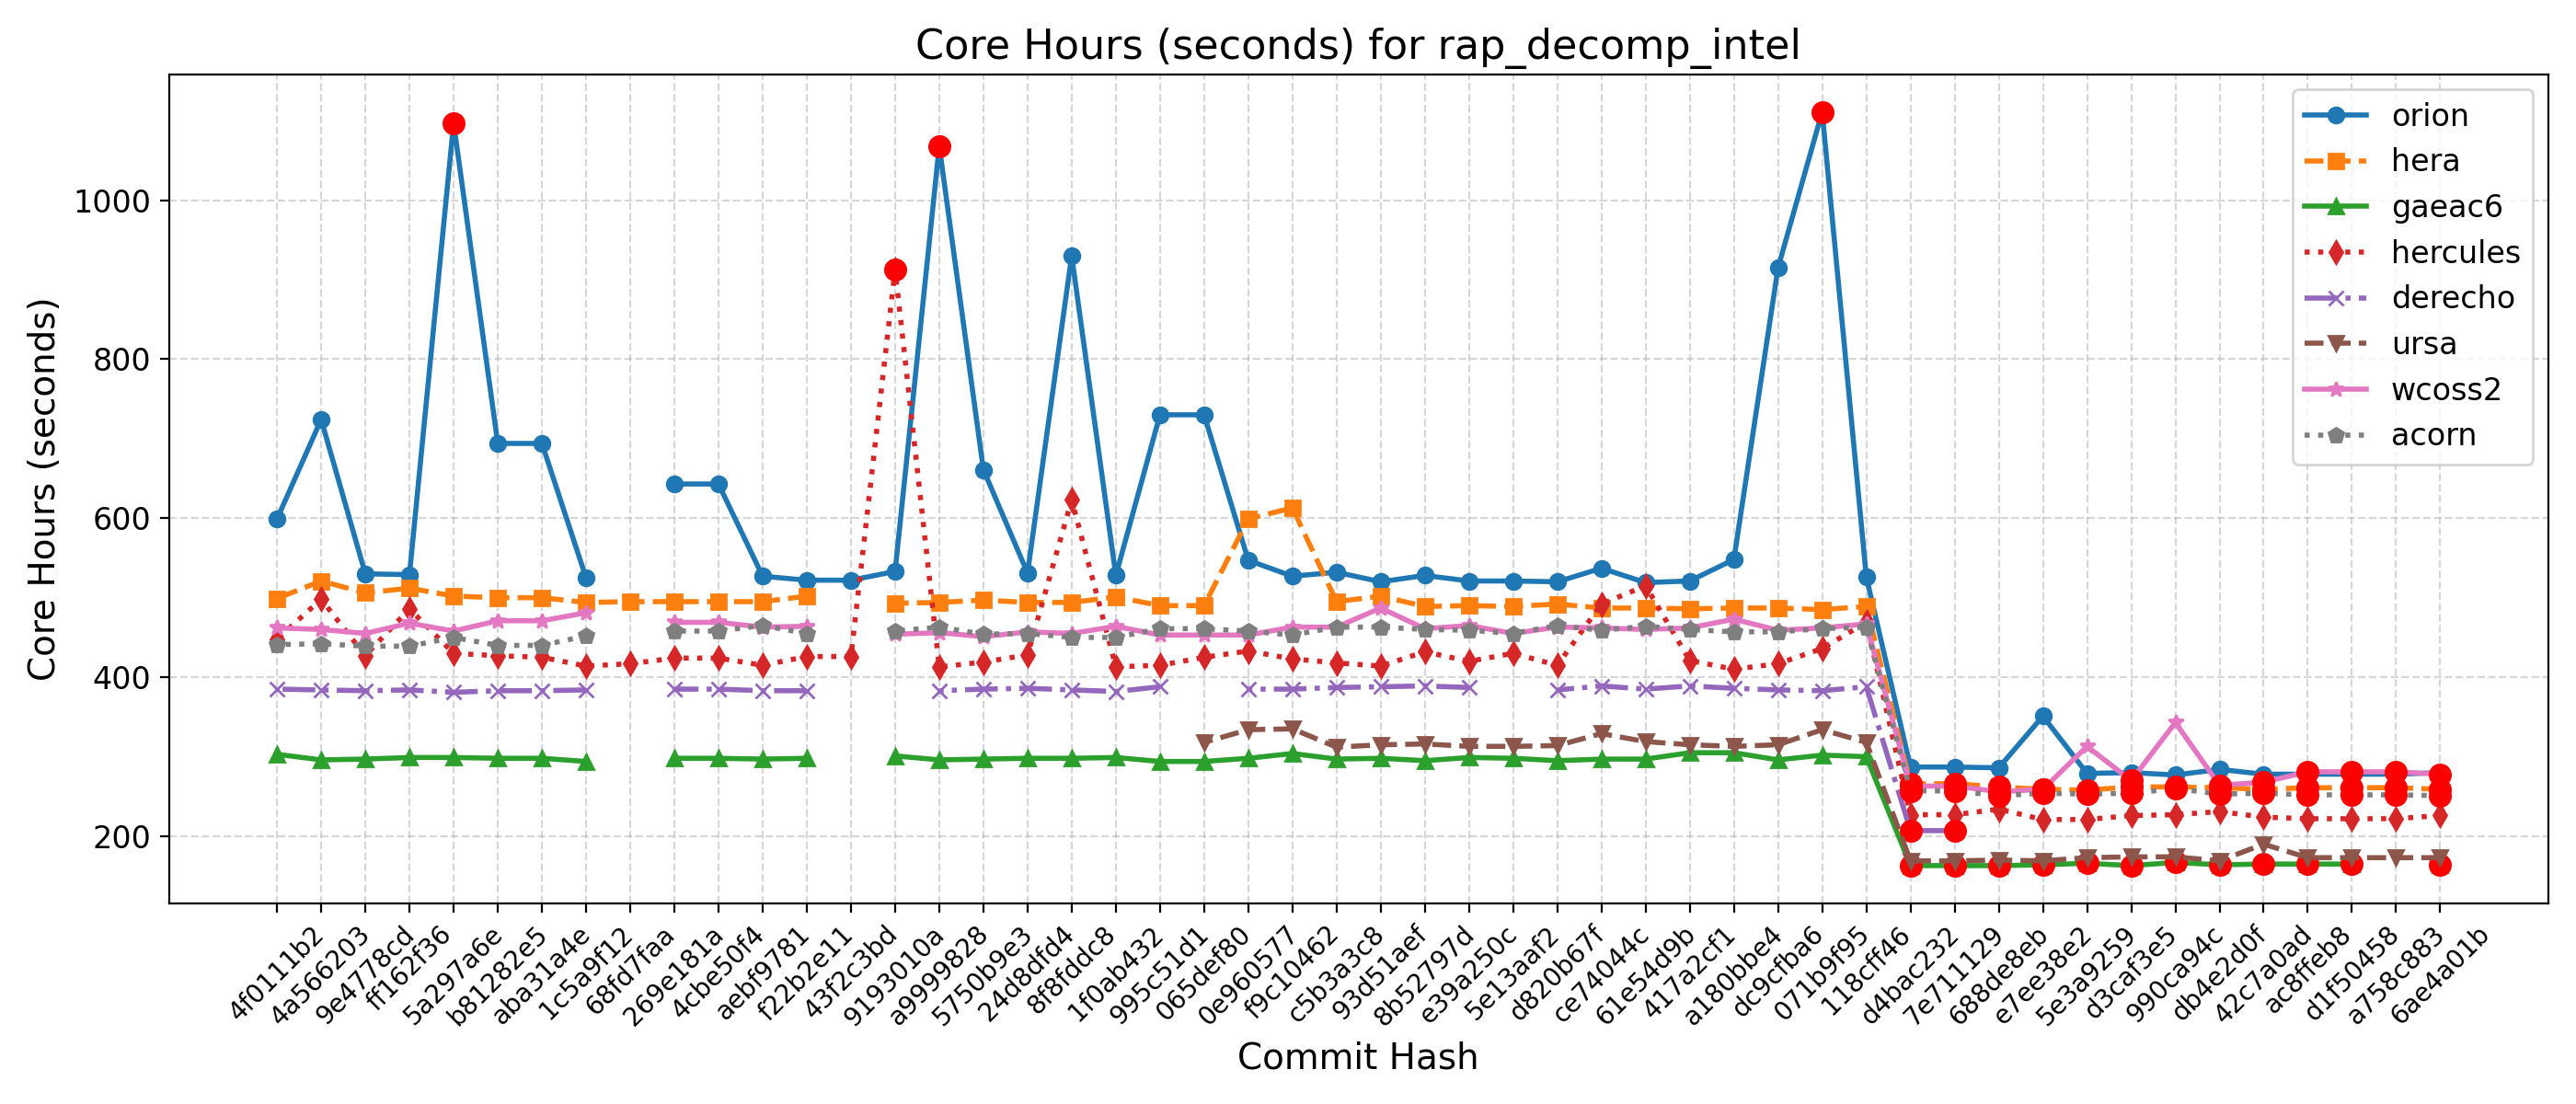 Core Hours (seconds) for rap_decomp_intel
Core Hours (seconds)
1000
800
600
400
200
orion
hera
gaeac6
hercules
derecho
ursa
wcoss2
acorn
4f0111b2
4a566203
9e4778cd
ff162f36
5a297a6e
b81282e5
aba31a4e
1c5a9f12
68fd7faa
269e181a
4cbe50f4
aebf9781
f22b2e11
43f2c3bd
9193010a
a9999828
5750b9e3
24d8dfd4
8f8fddc8
1f0ab432
995c51d1
065def80
0e960577
f9c10462
c5b3a3c8
93d51aef
8b52797d
e39a250c
5e13aaf2
d820b67f
ce74044c
61e54d9b
417a2cf1
a180bbe4
dc9cfba6
071b9f95
118cff46
d4bac232
7e711129
688de8eb
e7ee38e2
5e3a9259
d3caf3e5
990ca94c
db4e2d0f
42c7a0ad
ac8ffeb8
d1f50458
a758c883
6ae4a01b
Commit Hash